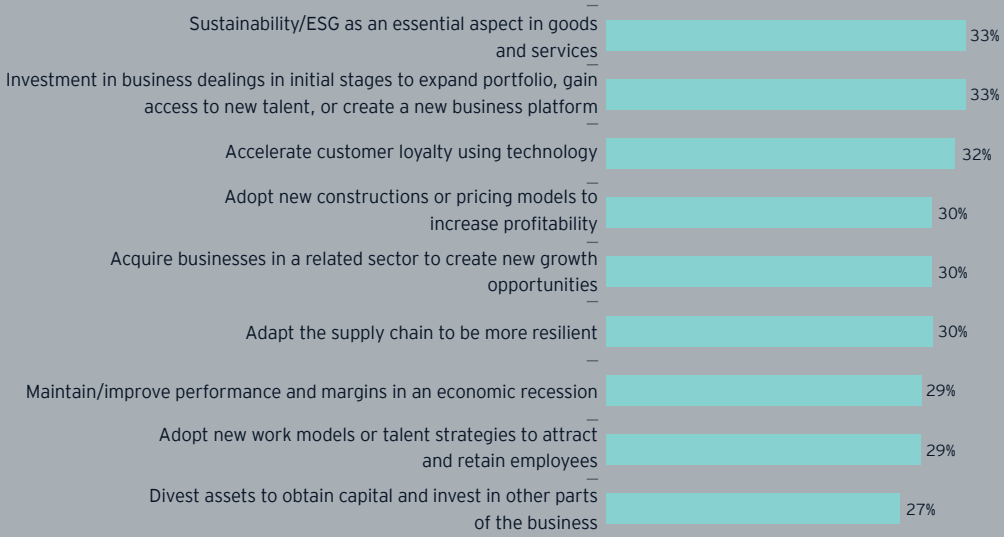 Sustainability/ESG as an essential aspect in goods
and services
33%
Investment in business dealings in initial stages to expand portfolio, gain
access to new talent, or create a new business platform
33%
Accelerate customer loyalty using technology
32%
Adopt new constructions or pricing models to
increase profitability
30%
Acquire businesses in a related sector to create new growth
opportunities
30%
Adapt the supply chain to be more resilient
30%
Maintain/improve performance and margins in an economic recession
29%
Adopt new work models or talent strategies to attract
and retain employees
29%
Divest assets to obtain capital and invest in other parts
of the business
27%